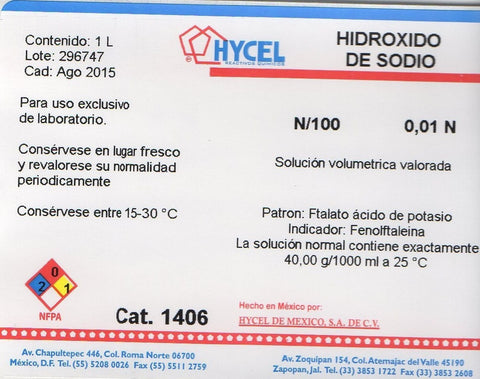 Contenido: 1 L
Lote: 296747
Cad: Ago 2015
HYCEL
REACTIVOS QUIMICOS
®
HIDROXIDO
DE SODIO
Para uso exclusivo
de laboratorio.
N/100 0,01 N
Consérvese en lugar fresco
y revalorese su normalidad
periodicamente
Solución volumetrica valorada
Consérvese entre 15-30 °C
Patron: Ftalato ácido de potasio
Indicador: Fenolftaleina
La solución normal contiene exactamente
40,00 g/1000 ml a 25 °C
0
2 1
NFPA
Cat. 1406
Hecho en México por:
HYCEL DE MEXICO, S.A. DE C.V.
Av. Chapultepec 446, Col. Roma Norte 06700
México, D.F. Tel (55) 5208 0026 Fax (55) 5511 2759
Av. Zoquipan 154, Col. Atemajac del Valle 45190
Zapopan, Jal. Tel (33) 3853 1722 Fax (33) 3853 2608